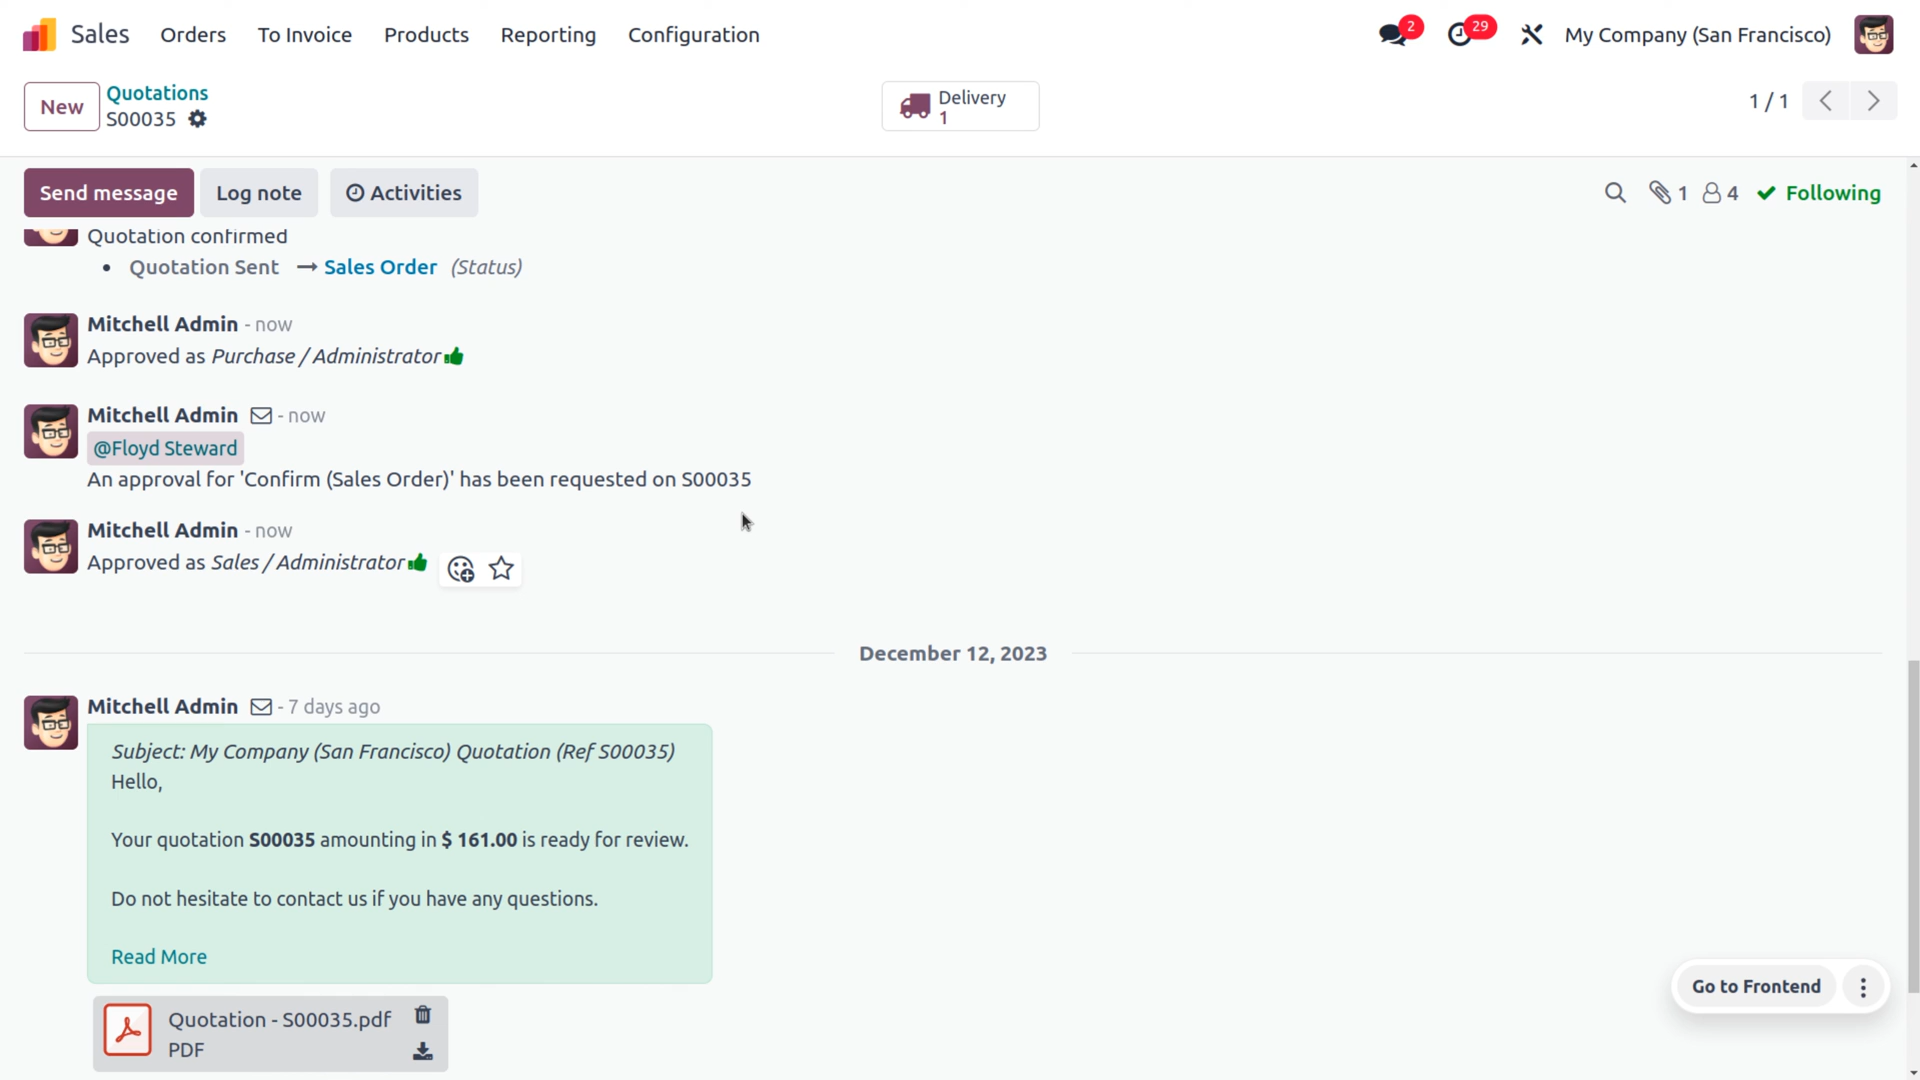 Sales Orders To Invoice Products Reporting Configuration 2 29 My Company (San Francisco)
New Quotations
S00035
Delivery
1
1 / 1
Send message Log note Activities 1 4 Following
Quotation confirmed
• Quotation Sent → Sales Order (Status)
Mitchell Admin - now
Approved as Purchase / Administrator
Mitchell Admin - now
@Floyd Steward
An approval for 'Confirm (Sales Order)' has been requested on S00035
Mitchell Admin - now
Approved as Sales / Administrator
December 12, 2023
Mitchell Admin - 7 days ago
Subject: My Company (San Francisco) Quotation (Ref S00035)
Hello,
Your quotation S00035 amounting in $ 161.00 is ready for review.
Do not hesitate to contact us if you have any questions.
Read More
Go to Frontend
Quotation - S00035.pdf
PDF